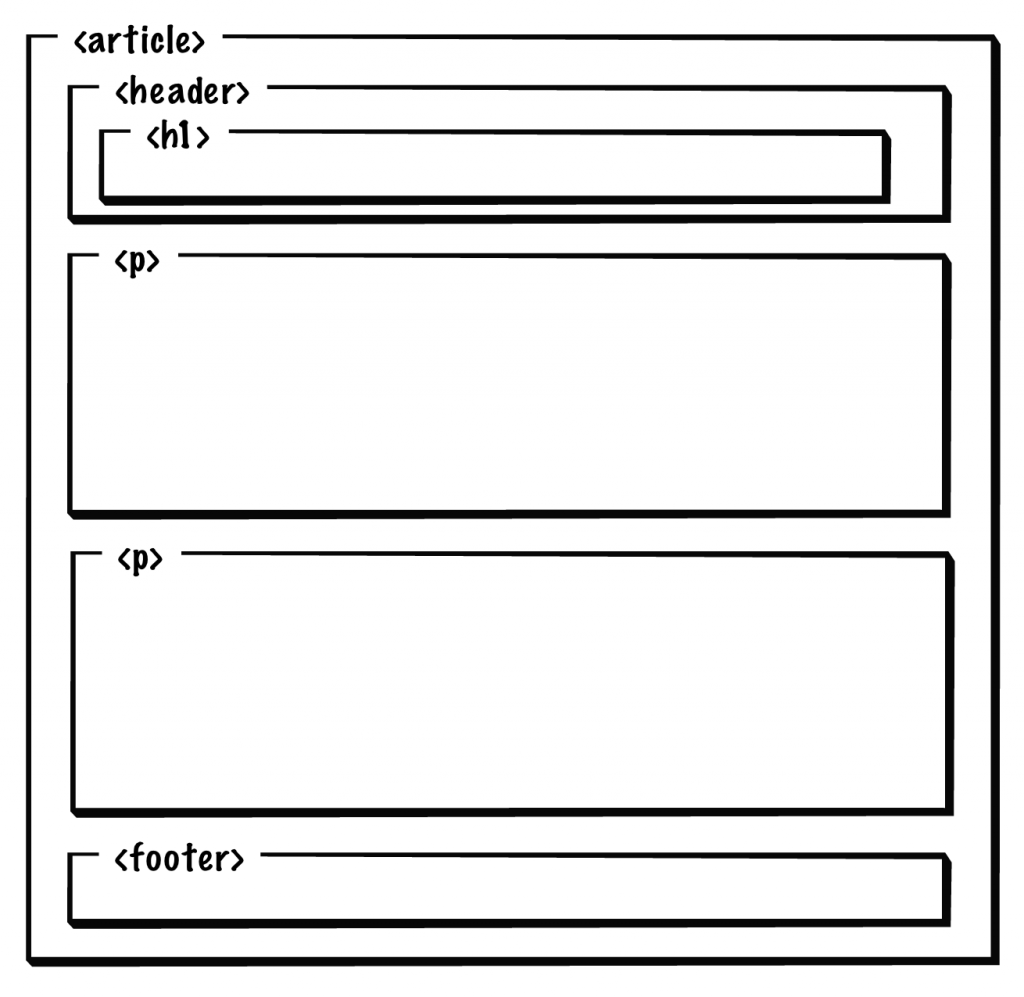 <article>
<header>
<h1>
<p>
<p>
<footer>